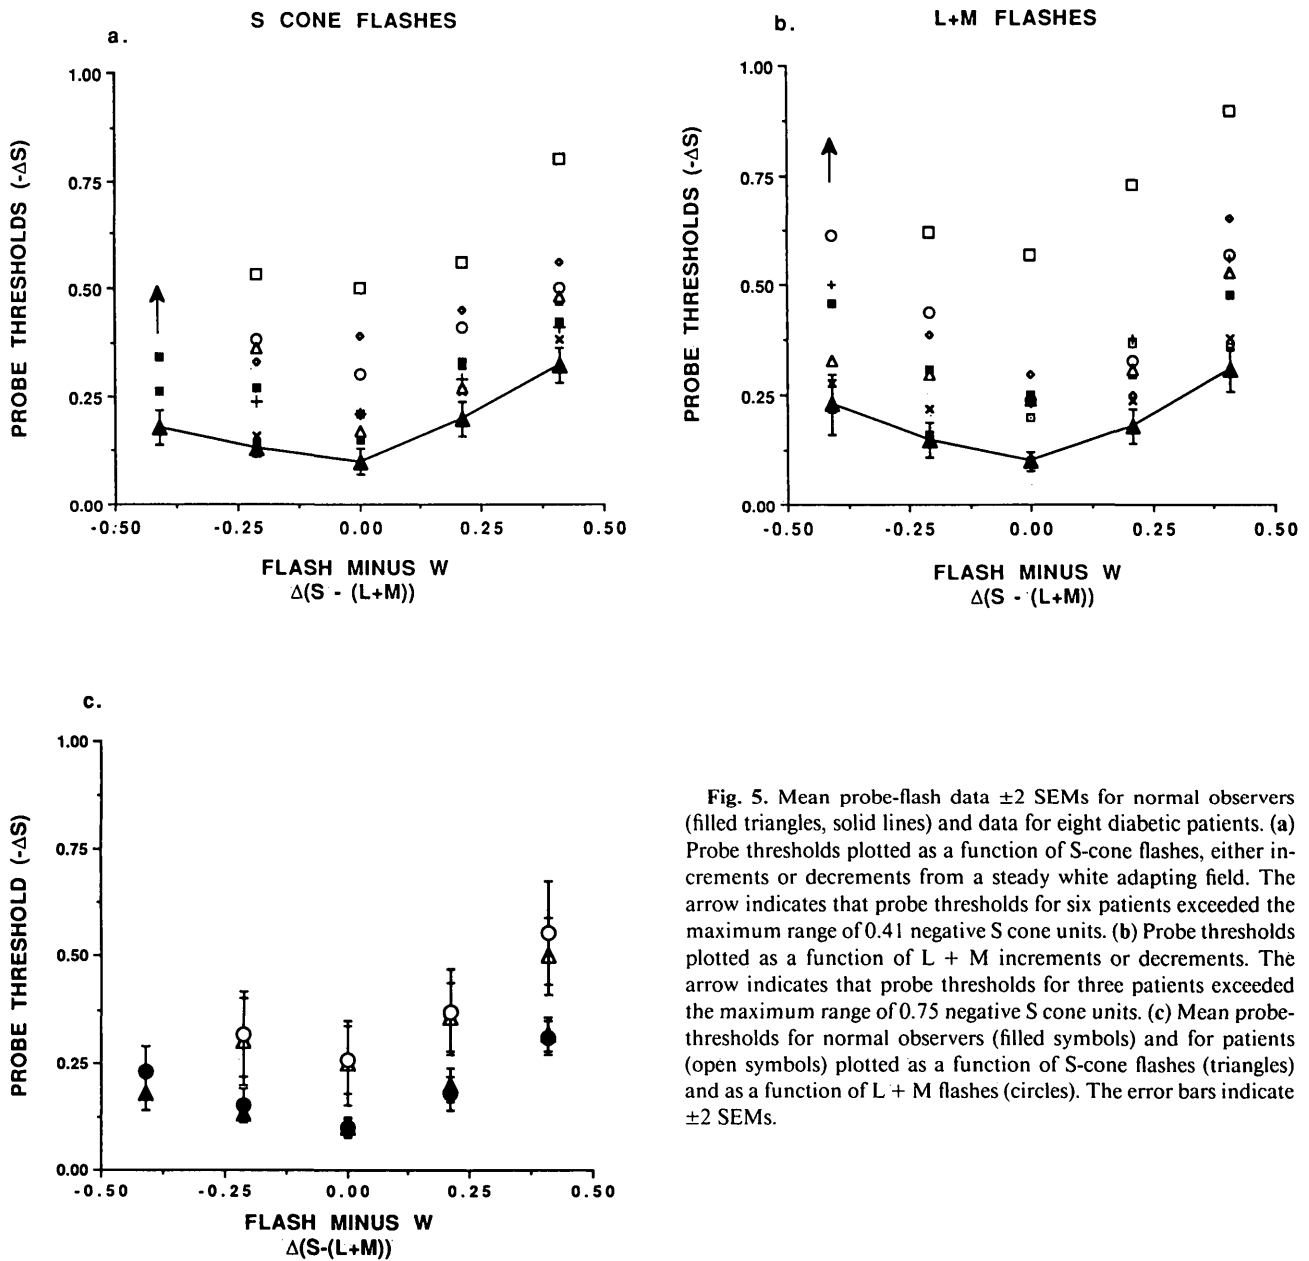 S CONE FLASHES
a.
PROBE THRESHOLDS (-ΔS)
1.00
0.75
0.50
0.25
0.00
-0.50 -0.25 0.00 0.25 0.50
FLASH MINUS W
Δ(S - (L+M))
L+M FLASHES
b.
PROBE THRESHOLDS (-ΔS)
1.00
0.75
0.50
0.25
0.00
-0.50 -0.25 0.00 0.25 0.50
FLASH MINUS W
Δ(S - (L+M))
c.
PROBE THRESHOLD (-ΔS)
1.00
0.75
0.50
0.25
0.00
-0.50 -0.25 0.00 0.25 0.50
FLASH MINUS W
Δ(S-(L+M))
Fig. 5. Mean probe-flash data ±2 SEMs for normal observers
(filled triangles, solid lines) and data for eight diabetic patients. (a)
Probe thresholds plotted as a function of S-cone flashes, either in-
crements or decrements from a steady white adapting field. The
arrow indicates that probe thresholds for six patients exceeded the
maximum range of 0.41 negative S cone units. (b) Probe thresholds
plotted as a function of L + M increments or decrements. The
arrow indicates that probe thresholds for three patients exceeded
the maximum range of 0.75 negative S cone units. (c) Mean probe-
thresholds for normal observers (filled symbols) and for patients
(open symbols) plotted as a function of S-cone flashes (triangles)
and as a function of L + M flashes (circles). The error bars indicate
±2 SEMs.